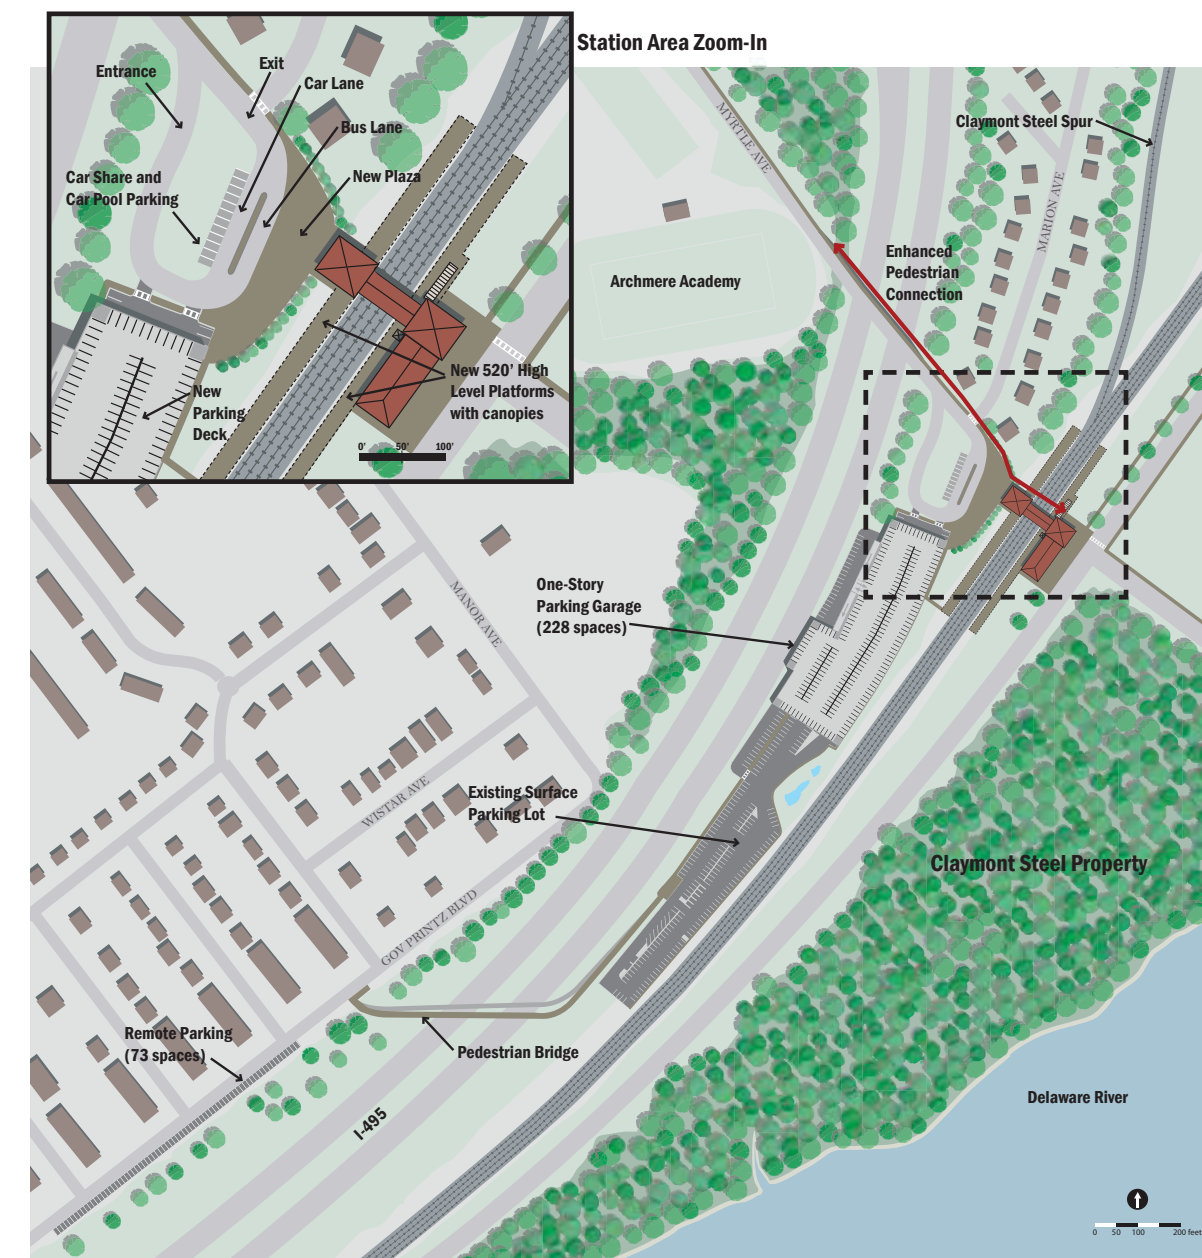 Station Area Zoom-In
Entrance
Exit
Car Lane
Bus Lane
Car Share and
Car Pool Parking
New Plaza
New
Parking
Deck
New 520' High
Level Platforms
with canopies
0' 50' 100'
MYRTLE AVE
Claymont Steel Spur
MARION AVE
Enhanced
Pedestrian
Connection
Archmere Academy
One-Story
Parking Garage
(228 spaces)
MANOR AVE
WISTAR AVE
Existing Surface
Parking Lot
Claymont Steel Property
GOV PRINTZ BLVD
Remote Parking
(73 spaces)
Pedestrian Bridge
I-495
Delaware River
0 50 100 200 feet